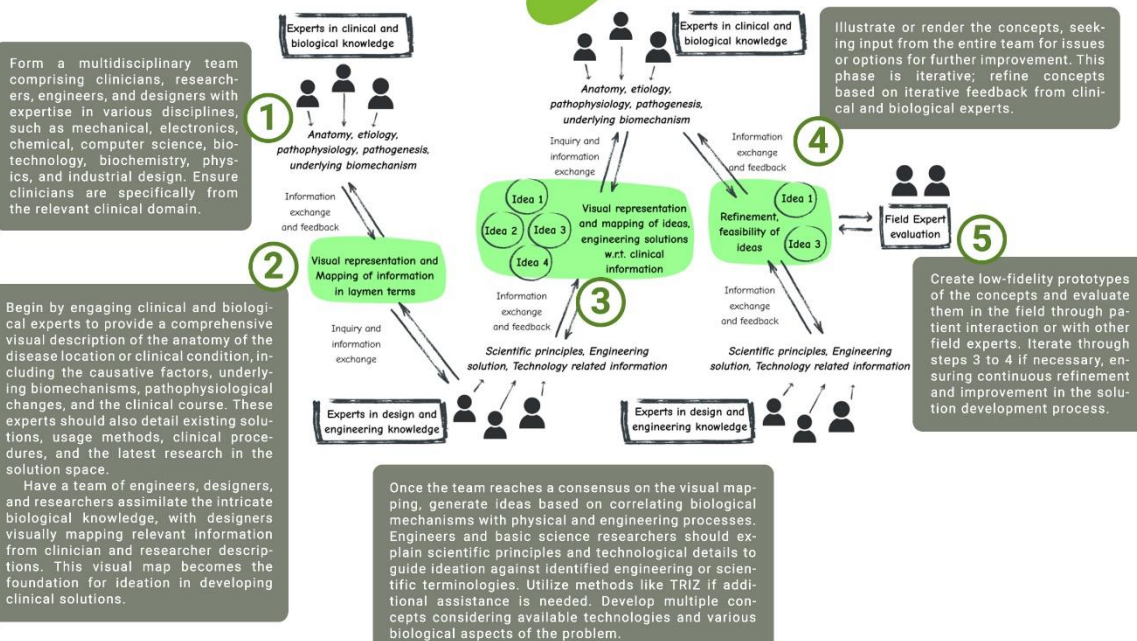 Experts in clinical and
biological knowledge
Form a multidisciplinary team
comprising clinicians, research-
ers, engineers, and designers with
expertise in various disciplines,
such as mechanical, electronics,
chemical, computer science, bio-
technology, biochemistry, phys-
ics, and industrial design. Ensure
clinicians are specifically from
the relevant clinical domain.
1
Anatomy, etiology,
pathophysiology, pathogenesis,
underlying biomechanism
Information
exchange
and feedback
2
Visual representation and
Mapping of information
in laymen terms
Begin by engaging clinical and biologi-
cal experts to provide a comprehensive
visual description of the anatomy of the
disease location or clinical condition, in-
cluding the causative factors, underly-
ing biomechanisms, pathophysiological
changes, and the clinical course. These
experts should also detail existing solu-
tions, usage methods, clinical proce-
dures, and the latest research in the
solution space.
Have a team of engineers, designers,
and researchers assimilate the intricate
biological knowledge, with designers
visually mapping relevant information
from clinician and researcher descrip-
tions. This visual map becomes the
foundation for ideation in developing
clinical solutions.
Inquiry and
information
exchange
Experts in design and
engineering knowledge
Experts in clinical and
biological knowledge
Anatomy, etiology,
pathophysiology, pathogenesis,
underlying biomechanism
Inquiry and
information
exchange
Idea 1
Idea 2
Idea 3
Idea 4
Visual representation
and mapping of ideas,
engineering solutions
w.r.t. clinical
information
3
Information
exchange
and feedback
Scientific principles, Engineering
solution, Technology related information
Once the team reaches a consensus on the visual map-
ping, generate ideas based on correlating biological
mechanisms with physical and engineering processes.
Engineers and basic science researchers should ex-
plain scientific principles and technological details to
guide ideation against identified engineering or scien-
tific terminologies. Utilize methods like TRIZ if addi-
tional assistance is needed. Develop multiple con-
cepts considering available technologies and various
biological aspects of the problem.
Illustrate or render the concepts, seek-
ing input from the entire team for issues
or options for further improvement. This
phase is iterative; refine concepts
based on iterative feedback from clini-
cal and biological experts.
4
Information
exchange
and feedback
Refinement,
feasibility of
ideas
Idea 1
Idea 3
Information
exchange
and feedback
Scientific principles, Engineering
solution, Technology related information
Experts in design and
engineering knowledge
Field Expert
evaluation
5
Create low-fidelity prototypes
of the concepts and evaluate
them in the field through pa-
tient interaction or with other
field experts. Iterate through
steps 3 to 4 if necessary, en-
suring continuous refinement
and improvement in the solu-
tion development process.